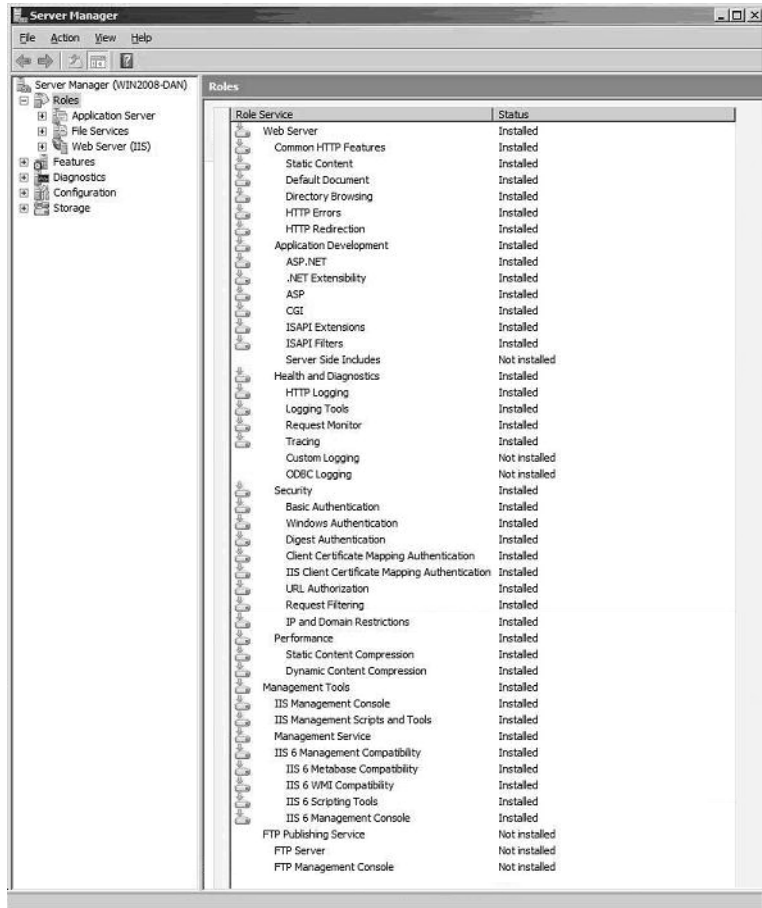 Server Manager
File Action View Help
Server Manager (WIN2008-DAN)
Roles
Application Server
File Services
Web Server (IIS)
Features
Diagnostics
Configuration
Storage
Roles
Role Service Status
Web Server Installed
Common HTTP Features Installed
Static Content Installed
Default Document Installed
Directory Browsing Installed
HTTP Errors Installed
HTTP Redirection Installed
Application Development Installed
ASP.NET Installed
.NET Extensibility Installed
ASP Installed
CGI Installed
ISAPI Extensions Installed
ISAPI Filters Installed
Server Side Includes Not installed
Health and Diagnostics Installed
HTTP Logging Installed
Logging Tools Installed
Request Monitor Installed
Tracing Installed
Custom Logging Not installed
ODBC Logging Not installed
Security Installed
Basic Authentication Installed
Windows Authentication Installed
Digest Authentication Installed
Client Certificate Mapping Authentication Installed
IIS Client Certificate Mapping Authentication Installed
URL Authorization Installed
Request Filtering Installed
IP and Domain Restrictions Installed
Performance Installed
Static Content Compression Installed
Dynamic Content Compression Installed
Management Tools Installed
IIS Management Console Installed
IIS Management Scripts and Tools Installed
Management Service Installed
IIS 6 Management Compatibility Installed
IIS 6 Metabase Compatibility Installed
IIS 6 WMI Compatibility Installed
IIS 6 Scripting Tools Installed
IIS 6 Management Console Installed
FTP Publishing Service Not installed
FTP Server Not installed
FTP Management Console Not installed